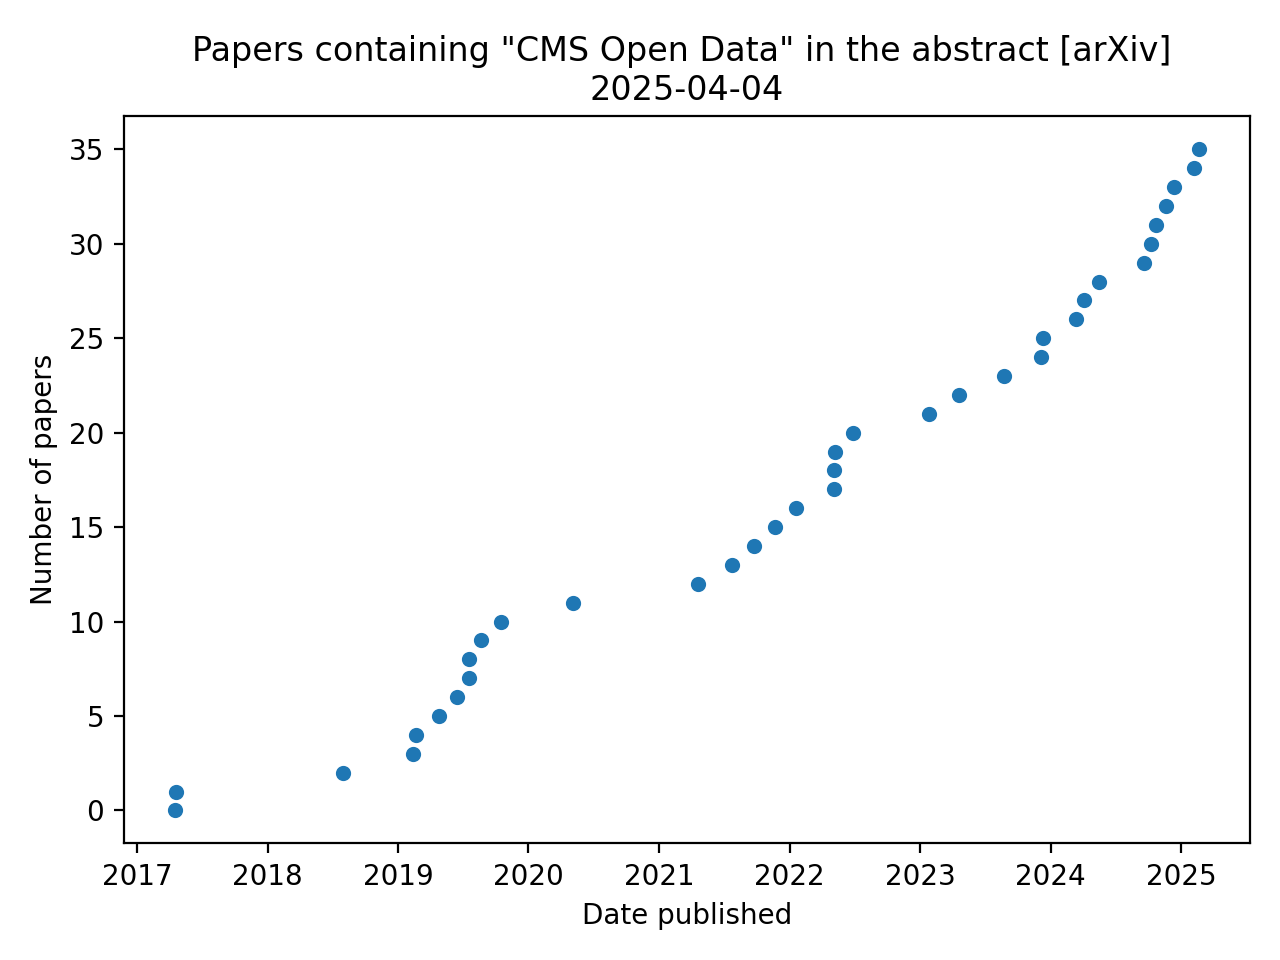 Papers containing "CMS Open Data" in the abstract [arXiv]
2025-04-04
35
30
25
20
15
10
5
0
Number of papers
2017 2018 2019 2020 2021 2022 2023 2024 2025
Date published